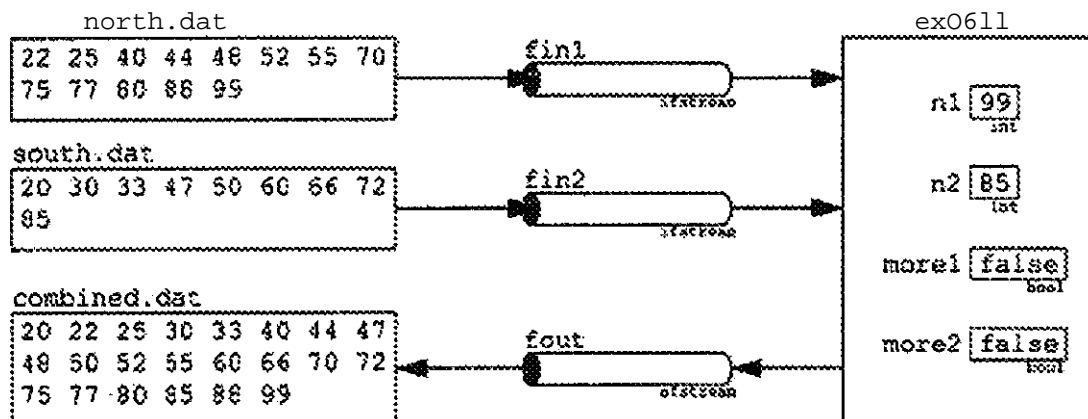 north.dat
22 25 40 44 48 52 55 70
75 77 80 88 99
fin1
ifstream
south.dat
20 30 33 47 50 60 66 72
85
fin2
ifstream
combined.dat
20 22 25 30 33 40 44 47
48 50 52 55 60 66 70 72
75 77 80 85 88 99
fout
ofstream
ex0611
n1 99
int
n2 85
int
more1 false
bool
more2 false
bool